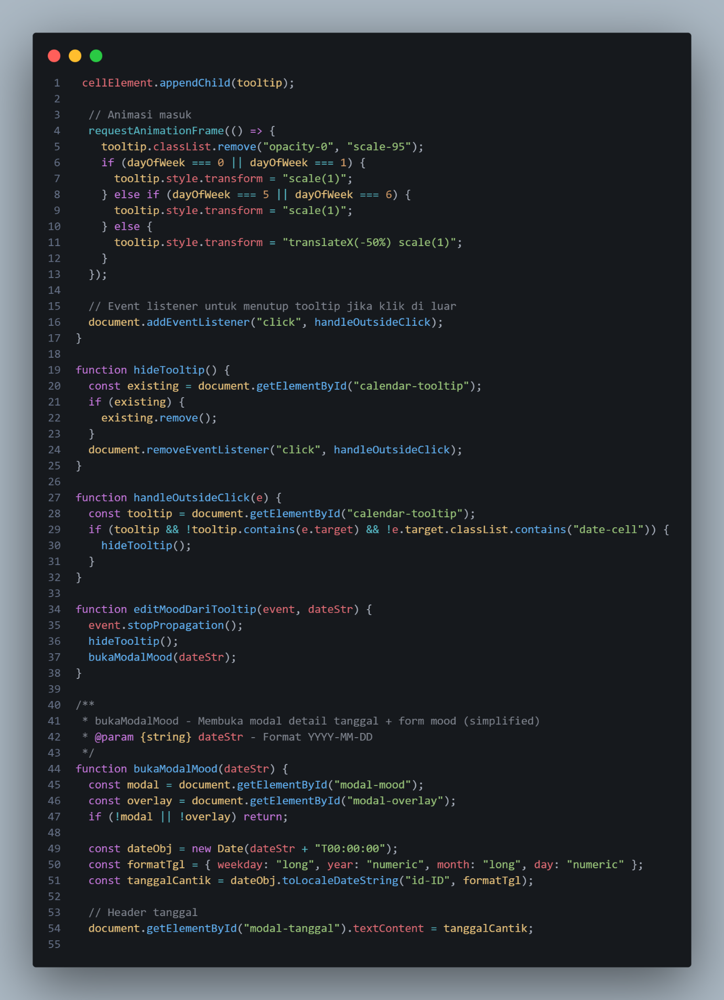 1 cellElement.appendChild(tooltip);
2
3 // Animasi masuk
4 requestAnimationFrame(() => {
5 tooltip.classList.remove("opacity-0", "scale-95");
6 if (dayOfWeek === 0 || dayOfWeek === 1) {
7 tooltip.style.transform = "scale(1)";
8 } else if (dayOfWeek === 5 || dayOfWeek === 6) {
9 tooltip.style.transform = "scale(1)";
10 } else {
11 tooltip.style.transform = "translateX(-50%) scale(1)";
12 }
13 });
14
15 // Event listener untuk menutup tooltip jika klik di luar
16 document.addEventListener("click", handleOutsideClick);
17 }
18
19 function hideTooltip() {
20 const existing = document.getElementById("calendar-tooltip");
21 if (existing) {
22 existing.remove();
23 }
24 document.removeEventListener("click", handleOutsideClick);
25 }
26
27 function handleOutsideClick(e) {
28 const tooltip = document.getElementById("calendar-tooltip");
29 if (tooltip && !tooltip.contains(e.target) && !e.target.classList.contains("date-cell")) {
30 hideTooltip();
31 }
32 }
33
34 function editMoodDariTooltip(event, dateStr) {
35 event.stopPropagation();
36 hideTooltip();
37 bukaModalMood(dateStr);
38 }
39
40 /**
41 * bukaModalMood - Membuka modal detail tanggal + form mood (simplified)
42 * @param {string} dateStr - Format YYYY-MM-DD
43 */
44 function bukaModalMood(dateStr) {
45 const modal = document.getElementById("modal-mood");
46 const overlay = document.getElementById("modal-overlay");
47 if (!modal || !overlay) return;
48
49 const dateObj = new Date(dateStr + "T00:00:00");
50 const formatTgl = { weekday: "long", year: "numeric", month: "long", day: "numeric" };
51 const tanggalCantik = dateObj.toLocaleDateString("id-ID", formatTgl);
52
53 // Header tanggal
54 document.getElementById("modal-tanggal").textContent = tanggalCantik;
55